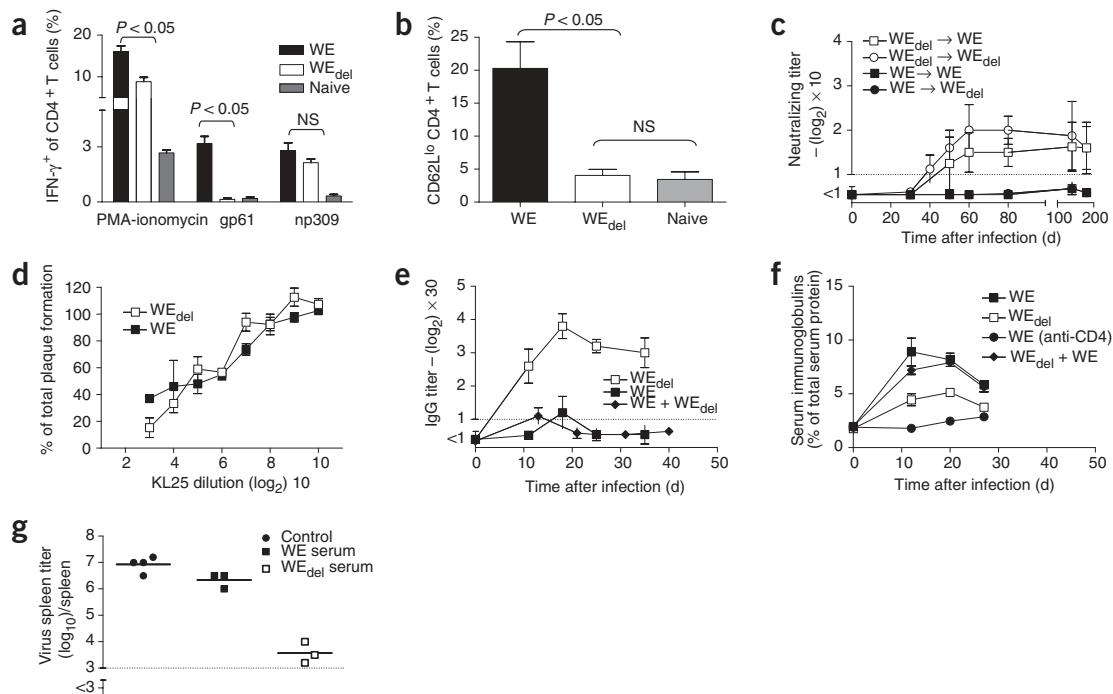 a
IFN-γ+ of CD4+ T cells (%)
20
10
3
0
P < 0.05
P < 0.05
NS
WE
WEdel
Naive
PMA-ionomycin gp61 np309
b
CD62Llo CD4+ T cells (%)
25
20
15
10
5
0
P < 0.05
NS
WE WEdel Naive
c
Neutralizing titer
– (log2) × 10
4
3
2
1
<1
WEdel → WE
WEdel → WEdel
WE → WE
WE → WEdel
0 20 40 60 80 100 200
Time after infection (d)
d
% of total plaque formation
120
100
80
60
40
20
0
WEdel
WE
2 4 6 8 10
KL25 dilution (log2) 10
e
IgG titer – (log2) × 30
5
4
3
2
1
<1
WEdel
WE
WE + WEdel
0 10 20 30 40 50
Time after infection (d)
f
Serum immunoglobulins
(% of total serum protein)
15
10
5
0
WE
WEdel
WE (anti-CD4)
WEdel + WE
0 10 20 30 40 50
Time after infection (d)
g
Virus spleen titer
(log10)/spleen
8
7
6
5
4
3
<3
Control
WE serum
WEdel serum